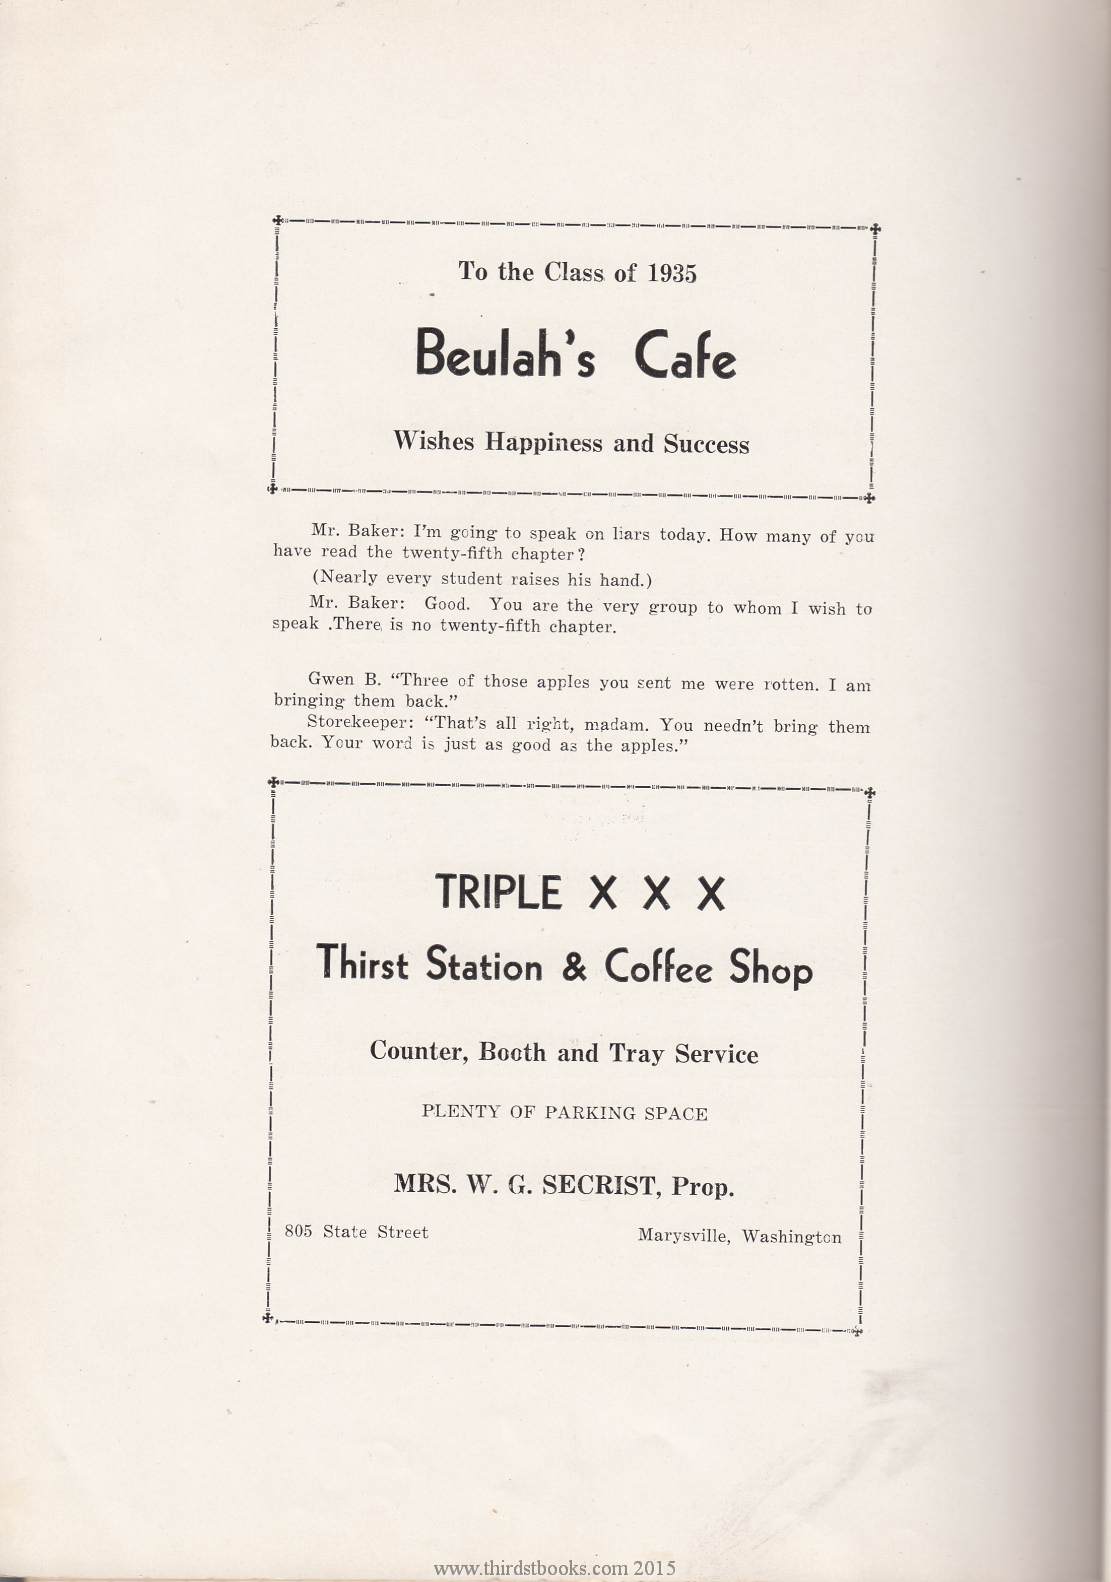 To the Class of 1935
Beulah's Cafe
Wishes Happiness and Success
Mr. Baker: I'm going to speak on liars today. How many of you
have read the twenty-fifth chapter?
(Nearly every student raises his hand.)
Mr. Baker: Good. You are the very group to whom I wish to
speak .There is no twenty-fifth chapter.
Gwen B. “Three of those apples you sent me were rotten. I am
bringing them back.”
Storekeeper: “That's all right, madam. You needn't bring them
back. Your word is just as good as the apples.”
TRIPLE X X X
Thirst Station & Coffee Shop
Counter, Booth and Tray Service
PLENTY OF PARKING SPACE
MRS. W. G. SECRIST, Prop.
805 State Street Marysville, Washington
www.thirdstbooks.com 2015